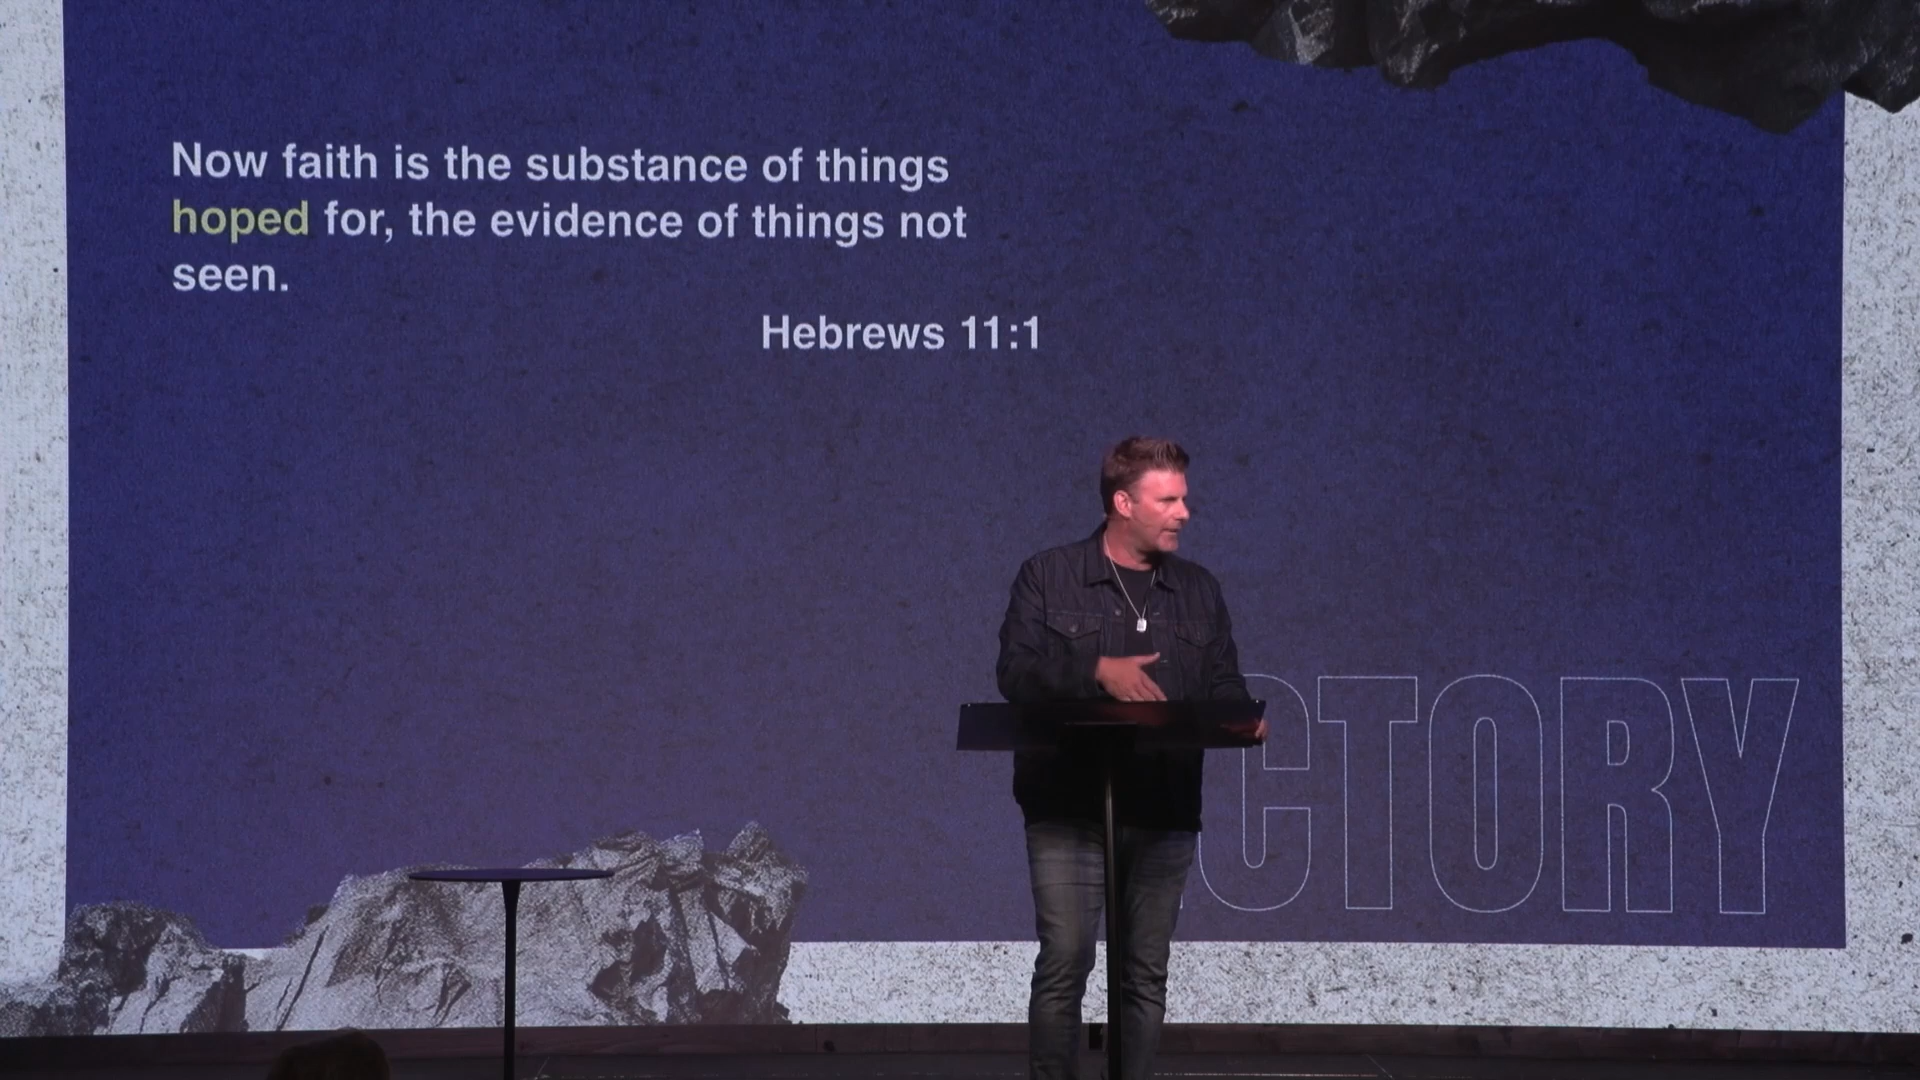 Now faith is the substance of things
hoped for, the evidence of things not
seen.
Hebrews 11:1
CTORY